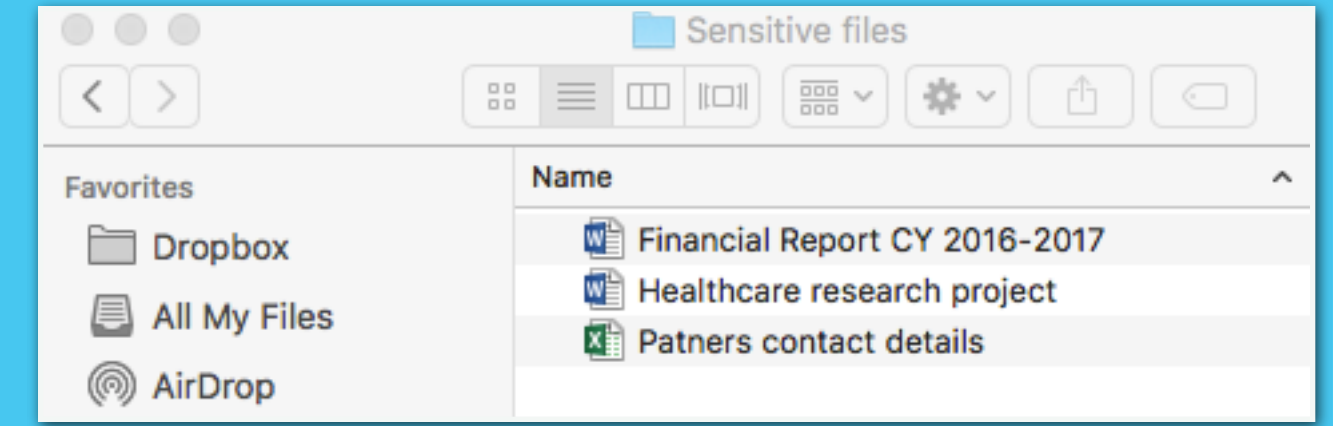 Sensitive files
Favorites
Dropbox
All My Files
AirDrop
Name
Financial Report CY 2016-2017
Healthcare research project
Patners contact details